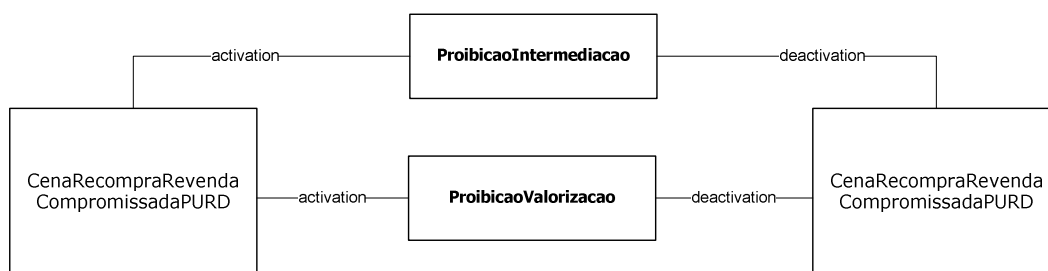 activation
ProibicaoIntermediacao
deactivation
CenaRecompraRevenda
CompromissadaPURD
activation
ProibicaoValorizacao
deactivation
CenaRecompraRevenda
CompromissadaPURD